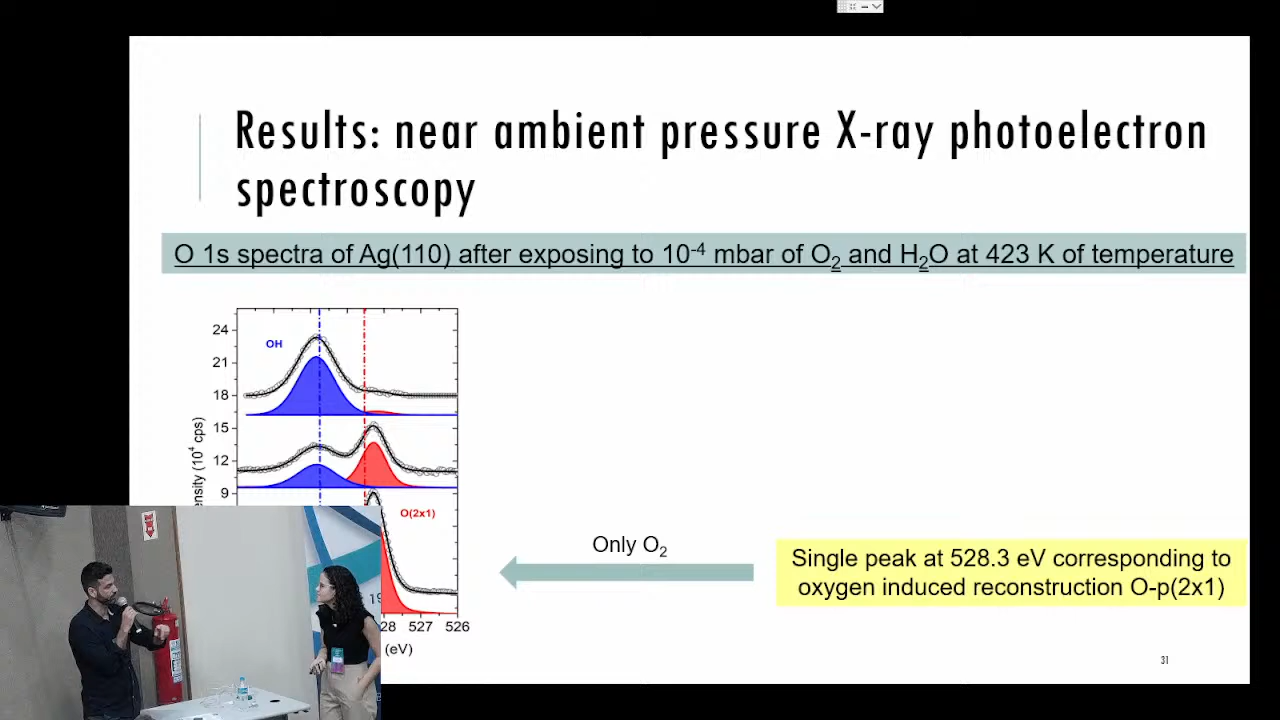 Results: near ambient pressure X-ray photoelectron
spectroscopy
O 1s spectra of Ag(110) after exposing to 10⁻⁴ mbar of O₂ and H₂O at 423 K of temperature
24
OH
21
18
15
12
9
(10⁴ cps)
O(2x1)
Only O₂
Single peak at 528.3 eV corresponding to
oxygen induced reconstruction O-p(2x1)
527
526
(eV)
31